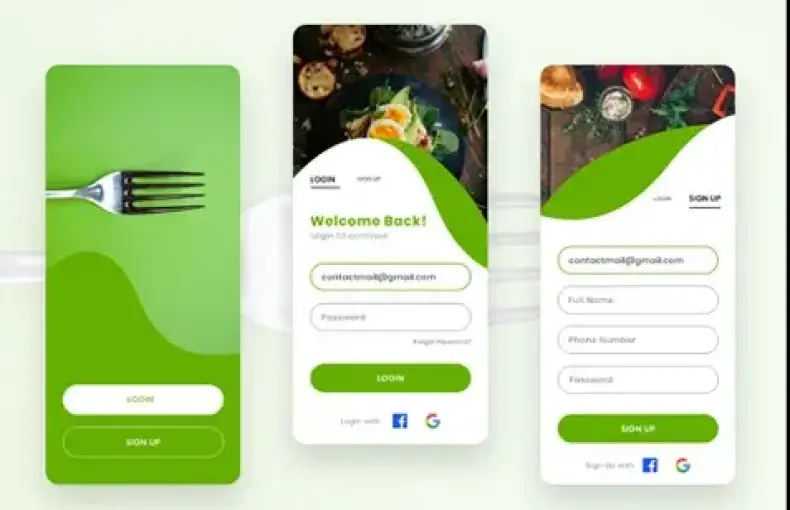 LOGIN
SIGN UP
LOGIN SIGN UP
Welcome Back!
Login to continue
contactmail@gmail.com
Password
Forgot Password?
LOGIN
Login with
LOGIN SIGN UP
contactmail@gmail.com
Full Name
Phone Number
Password
SIGN UP
Sign Up with